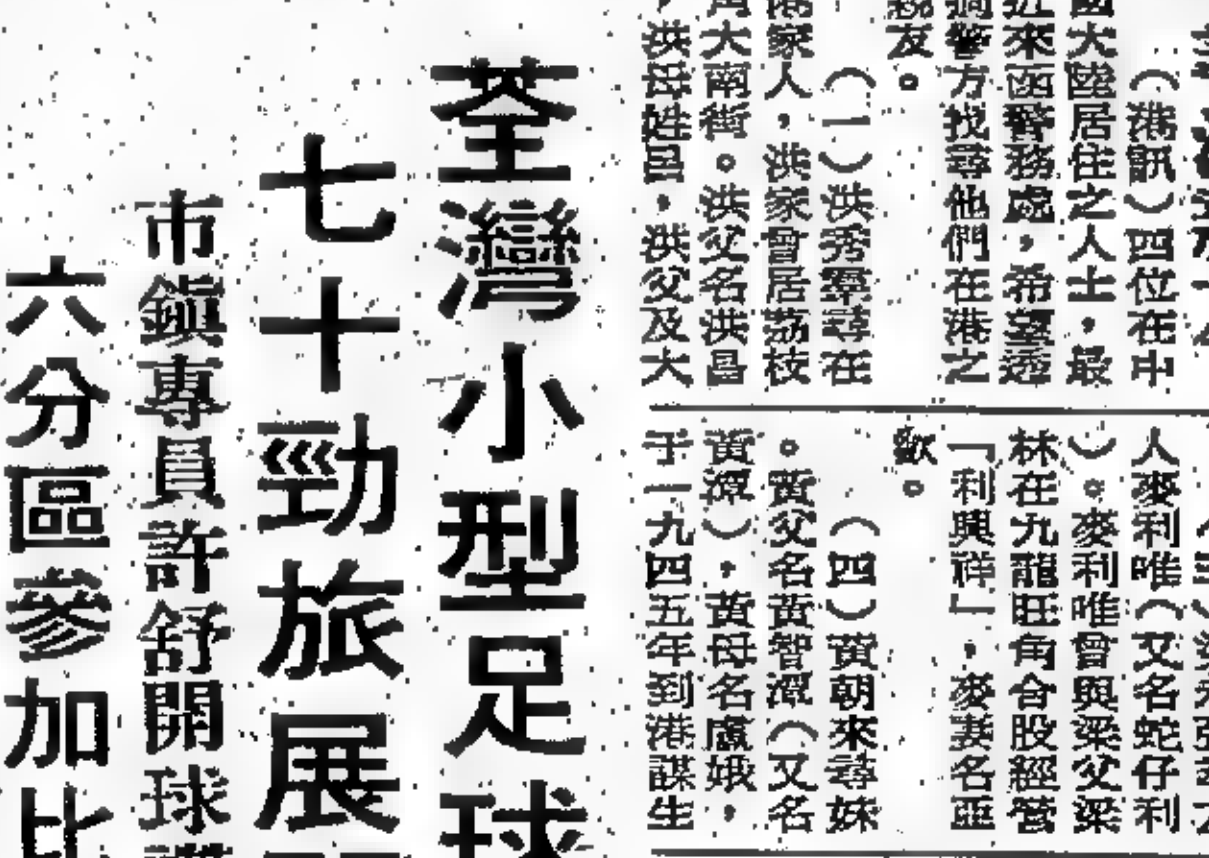 （港訊）四位在中
國大陸居住之人士，最
近來函警務處，希望透
過警方找尋他們在港之
親友。
（一）洪秀羣尋在
港家人，洪家曾居荔枝
角大南街。洪父名洪昌
，洪母姓呂，洪父及大
人麥利唯（又名蛇仔利
）。麥利唯曾與梁父梁
林在九龍旺角合股經營
「利興祥」，麥妻名亞
歡。
（四）黃朝來尋妹
。黃父名黃智潭（又名
黃潭），黃母名盧娥，
于一九四五年到港謀生
荃灣小型足球
七十勁旅展
市鎮專員許舒開球
六分區參加比